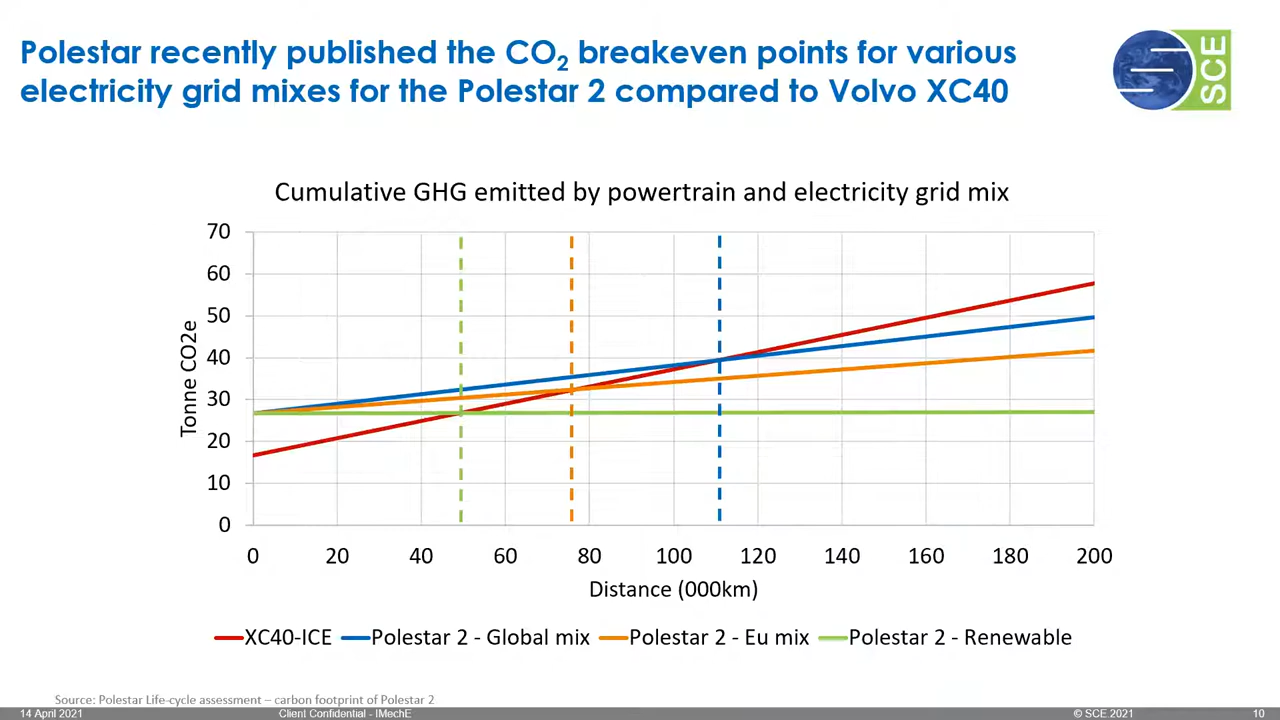 Polestar recently published the CO₂ breakeven points for various
electricity grid mixes for the Polestar 2 compared to Volvo XC40
SCE
Cumulative GHG emitted by powertrain and electricity grid mix
70
60
50
40
30
20
10
0
Tonne CO2e
0 20 40 60 80 100 120 140 160 180 200
Distance (000km)
XC40-ICE Polestar 2 - Global mix Polestar 2 - Eu mix Polestar 2 - Renewable
Source: Polestar Life-cycle assessment – carbon footprint of Polestar 2
14 April 2021 Client Confidential - IMechE © SCE 2021 10